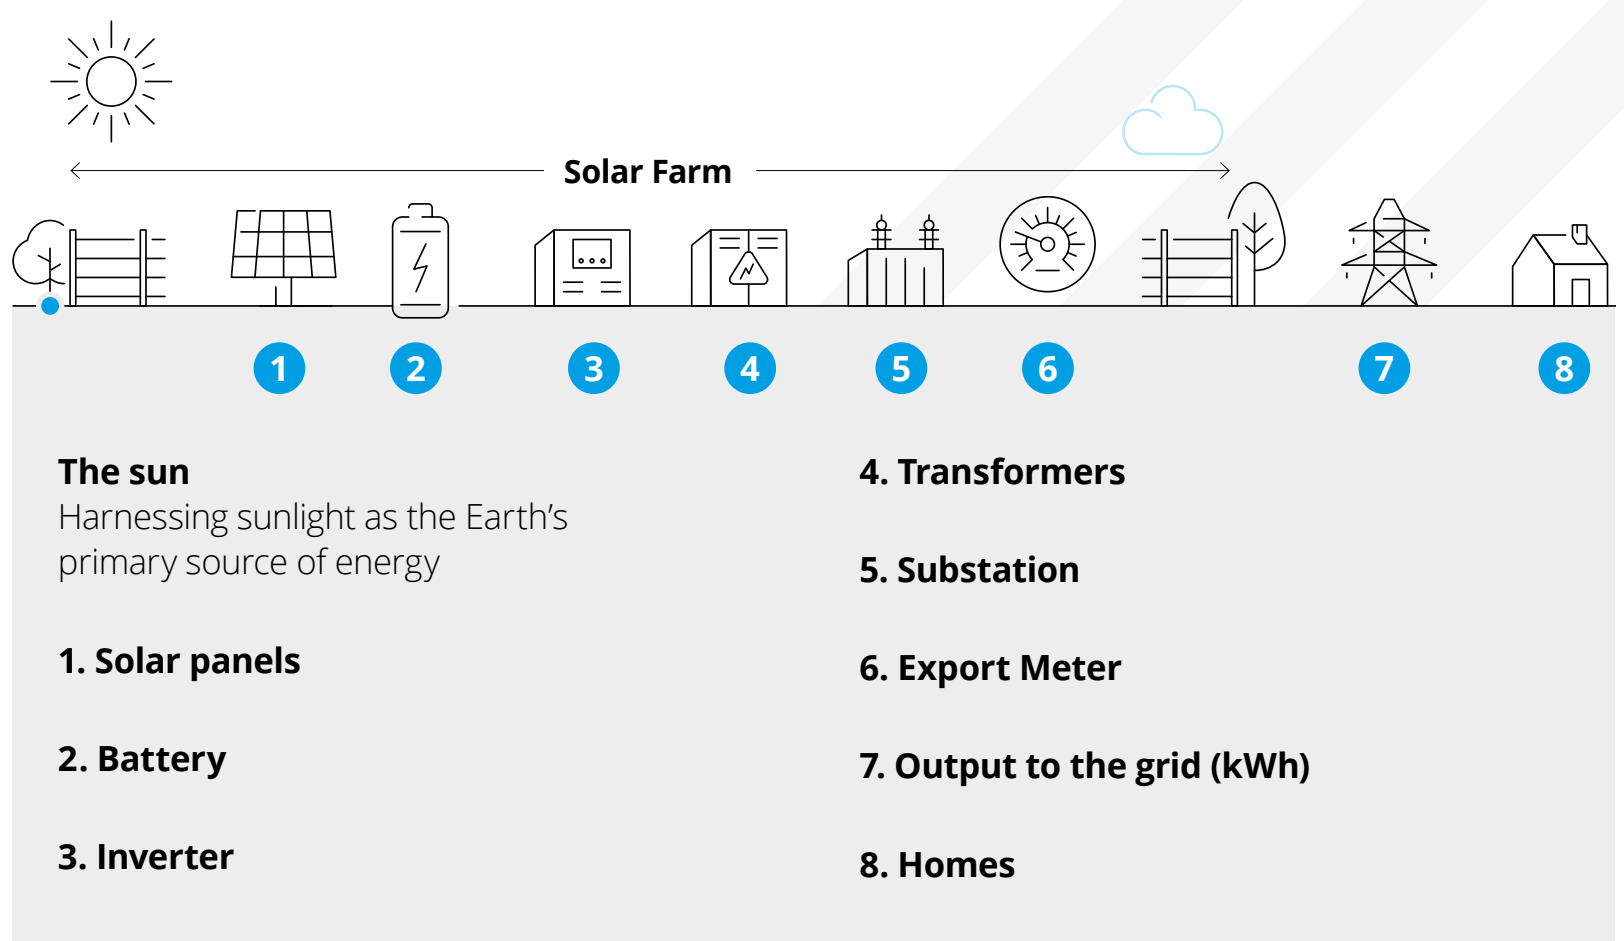 Solar Farm
1 2 3 4 5 6 7 8
The sun
Harnessing sunlight as the Earth’s
primary source of energy
1. Solar panels
2. Battery
3. Inverter
4. Transformers
5. Substation
6. Export Meter
7. Output to the grid (kWh)
8. Homes